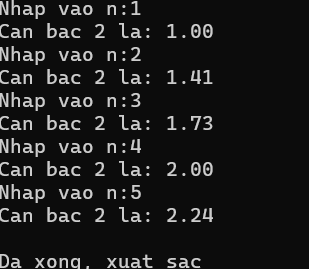 Nhap vao n:1
Can bac 2 la: 1.00
Nhap vao n:2
Can bac 2 la: 1.41
Nhap vao n:3
Can bac 2 la: 1.73
Nhap vao n:4
Can bac 2 la: 2.00
Nhap vao n:5
Can bac 2 la: 2.24
Da xong, xuat sac